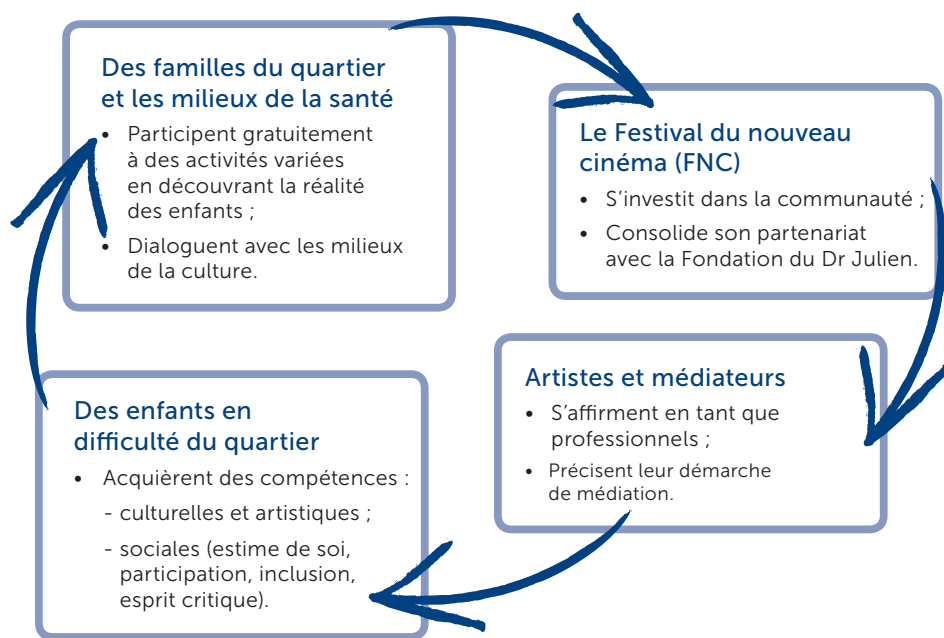 Des familles du quartier
et les milieux de la santé
• Participent gratuitement
à des activités variées
en découvrant la réalité
des enfants ;
• Dialoguent avec les milieux
de la culture.
Le Festival du nouveau
cinéma (FNC)
• S’investit dans la communauté ;
• Consolide son partenariat
avec la Fondation du Dr Julien.
Artistes et médiateurs
• S’affirment en tant que
professionnels ;
• Précisent leur démarche
de médiation.
Des enfants en
difficulté du quartier
• Acquièrent des compétences :
- culturelles et artistiques ;
- sociales (estime de soi,
participation, inclusion,
esprit critique).